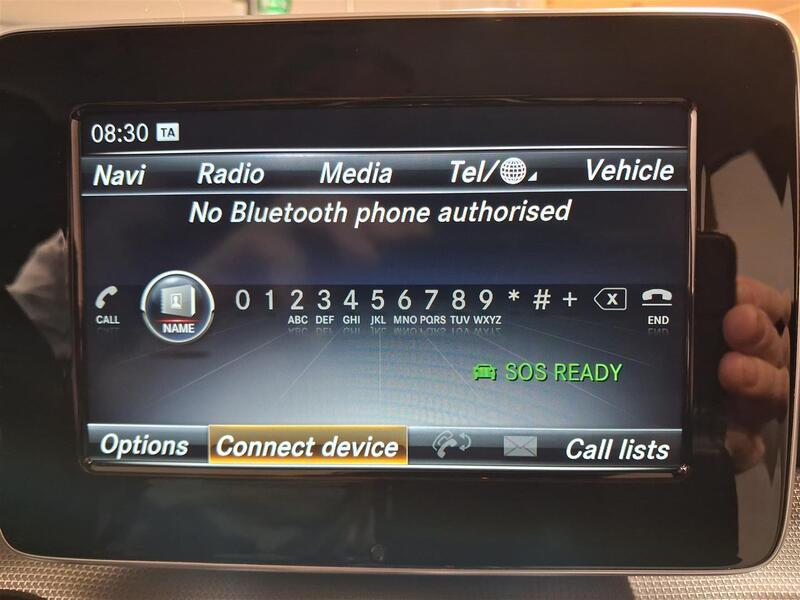 08:30 TA
Navi Radio Media Tel/ Vehicle
No Bluetooth phone authorised
0 1 2 3 4 5 6 7 8 9 * # + X
CALL NAME ABC DEF GHI JKL MNO PQRS TUV WXYZ END
SOS READY
Options Connect device Call lists